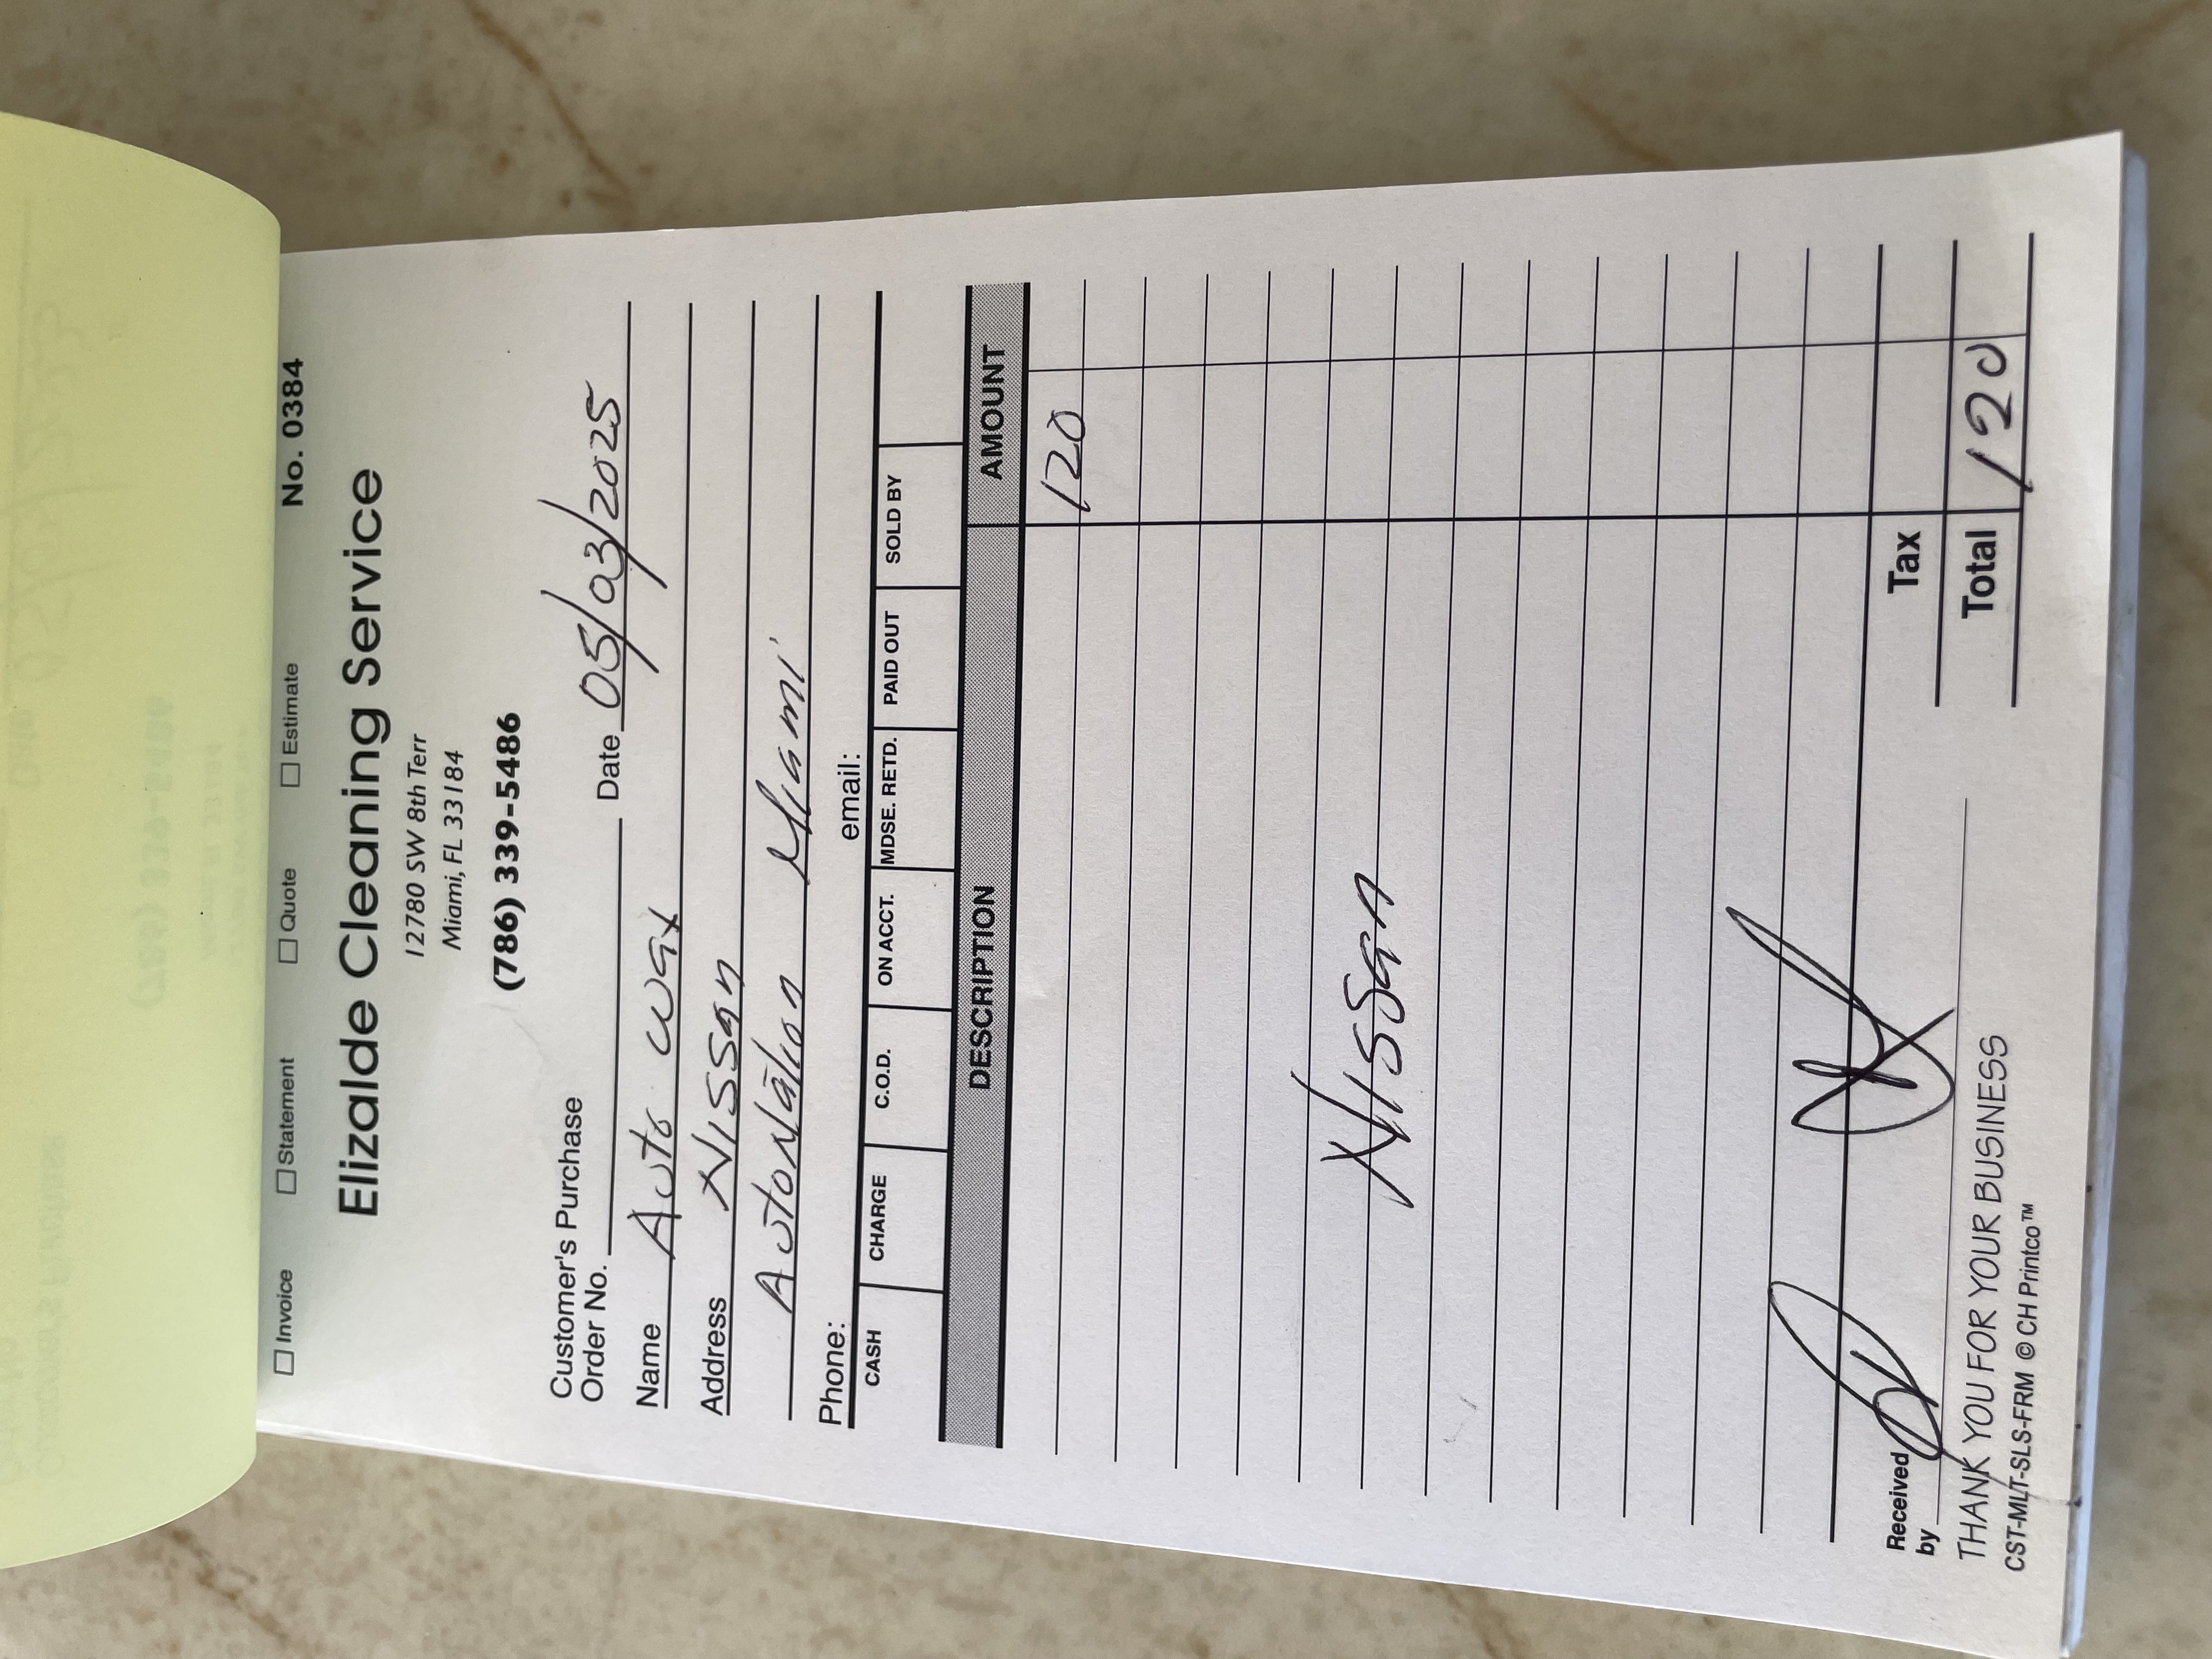 Invoice Statement Quote Estimate No. 0384
Elizalde Cleaning Service
12780 SW 8th Terr
Miami, FL 33184
(786) 339-5486
Customer's Purchase
Order No. Date 05/03/2025
Name Auto wax
Address Nissan
AutoNation Miami
Phone: email:
CASH CHARGE C.O.D. ON ACCT. MDSE. RETD. PAID OUT SOLD BY
DESCRIPTION AMOUNT
120
Nissan
Tax
Received
by
Total 120
THANK YOU FOR YOUR BUSINESS
CST-MLT-SLS-FRM © CH Printco™